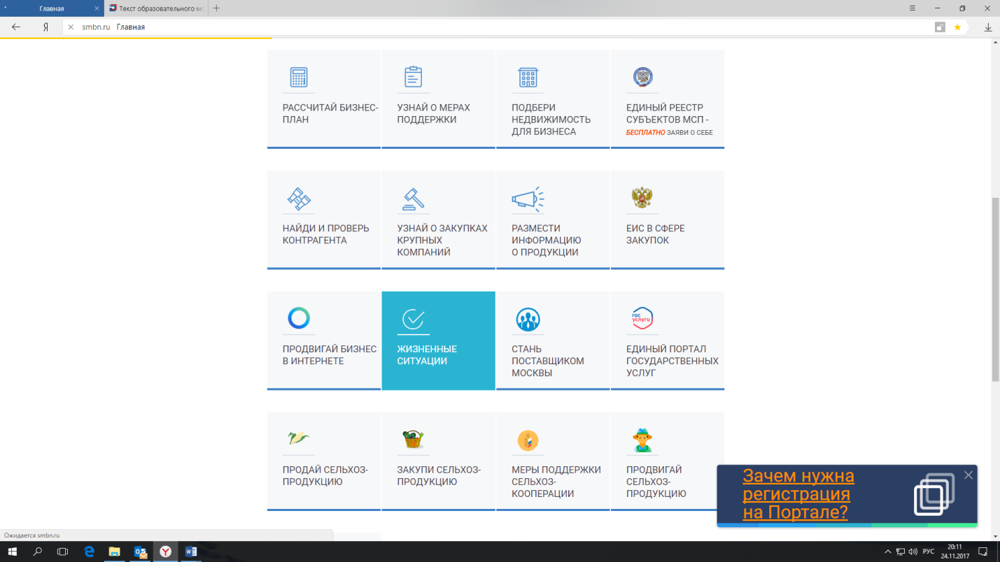 Главная
Текст образовательного мо
Я
smbn.ru Главная
РАССЧИТАЙ БИЗНЕС-
ПЛАН
УЗНАЙ О МЕРАХ
ПОДДЕРЖКИ
ПОДБЕРИ
НЕДВИЖИМОСТЬ
ДЛЯ БИЗНЕСА
ЕДИНЫЙ РЕЕСТР
СУБЪЕКТОВ МСП -
БЕСПЛАТНО ЗАЯВИ О СЕБЕ
НАЙДИ И ПРОВЕРЬ
КОНТРАГЕНТА
УЗНАЙ О ЗАКУПКАХ
КРУПНЫХ
КОМПАНИЙ
РАЗМЕСТИ
ИНФОРМАЦИЮ
О ПРОДУКЦИИ
ЕИС В СФЕРЕ
ЗАКУПОК
ПРОДВИГАЙ БИЗНЕС
В ИНТЕРНЕТЕ
ЖИЗНЕННЫЕ
СИТУАЦИИ
СТАНЬ
ПОСТАВЩИКОМ
МОСКВЫ
гос
услуги
ЕДИНЫЙ ПОРТАЛ
ГОСУДАРСТВЕННЫХ
УСЛУГ
ПРОДАЙ СЕЛЬХОЗ-
ПРОДУКЦИЮ
ЗАКУПИ СЕЛЬХОЗ-
ПРОДУКЦИЮ
МЕРЫ ПОДДЕРЖКИ
СЕЛЬХОЗ-
КООПЕРАЦИИ
ПРОДВИГАЙ
СЕЛЬХОЗ-
ПРОДУКЦИЮ
Зачем нужна
регистрация
на Портале?
Ожидается smbn.ru
РУС
20:11
24.11.2017